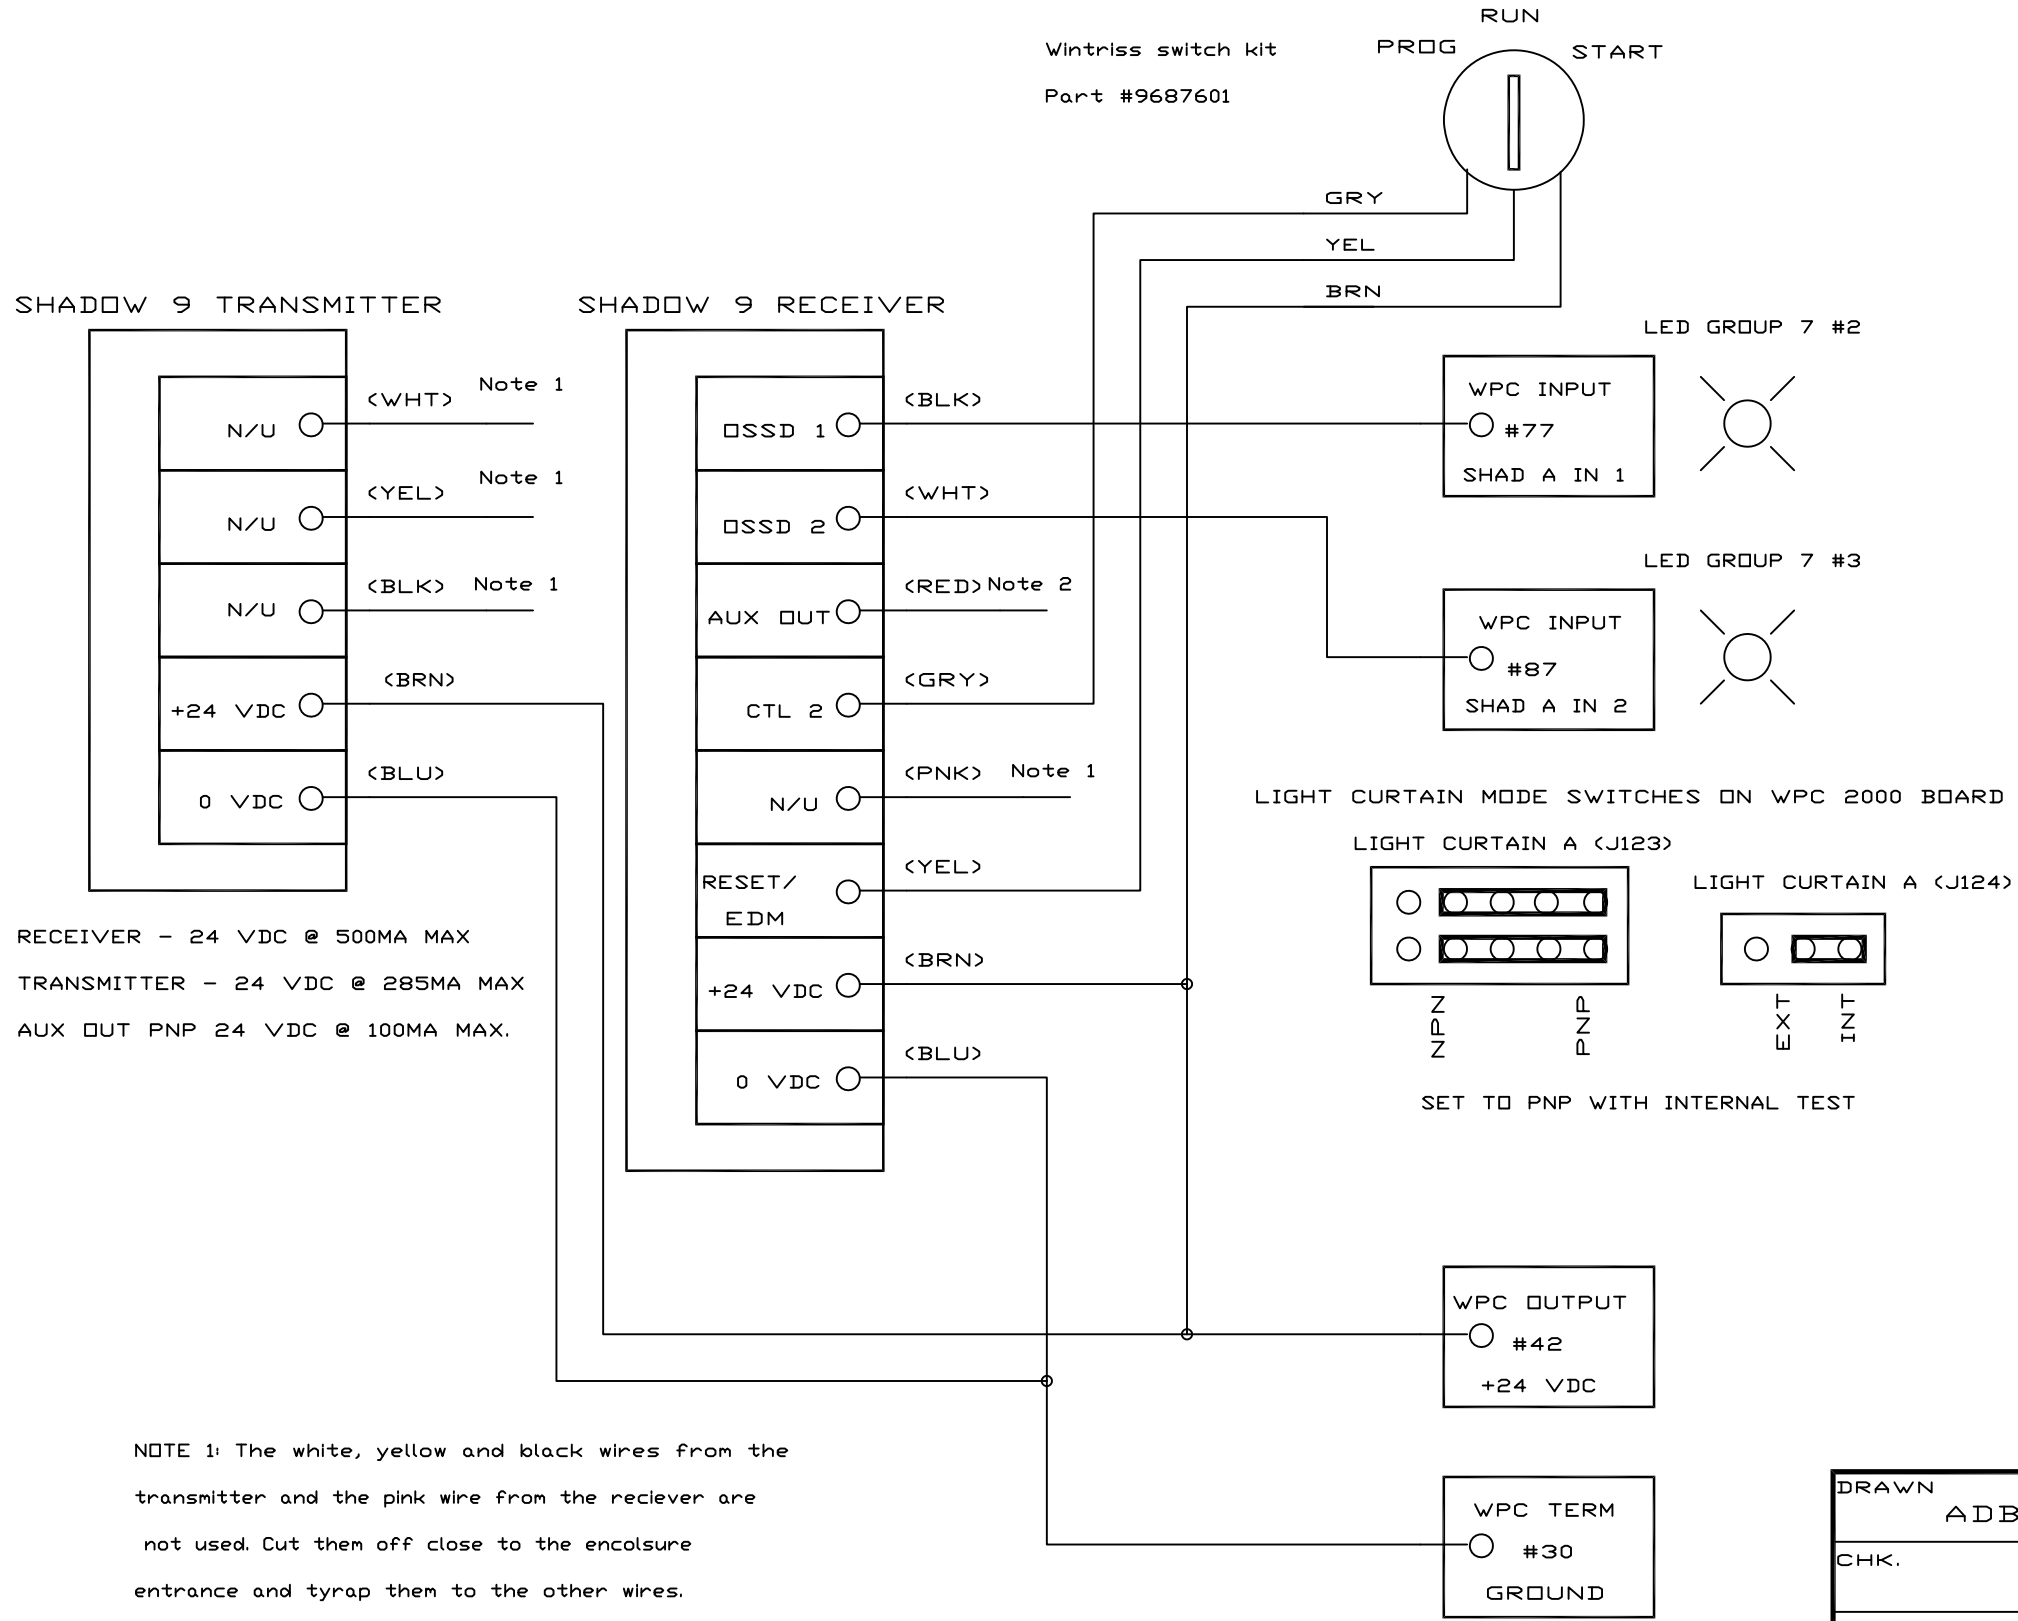 RUN
PROG
START
Wintriss switch kit
Part #9687601
GRY
YEL
BRN
SHADOW 9 TRANSMITTER
N/U
(WHT)
Note 1
N/U
(YEL)
Note 1
N/U
(BLK)
Note 1
+24 VDC
(BRN)
0 VDC
(BLU)
SHADOW 9 RECEIVER
OSSD 1
(BLK)
OSSD 2
(WHT)
AUX OUT
(RED)
Note 2
CTL 2
(GRY)
N/U
(PNK)
Note 1
RESET/
EDM
(YEL)
+24 VDC
(BRN)
0 VDC
(BLU)
LED GROUP 7 #2
WPC INPUT
#77
SHAD A IN 1
LED GROUP 7 #3
WPC INPUT
#87
SHAD A IN 2
LIGHT CURTAIN MODE SWITCHES ON WPC 2000 BOARD
LIGHT CURTAIN A (J123)
LIGHT CURTAIN A (J124)
NPN
PNP
EXT
INT
SET TO PNP WITH INTERNAL TEST
RECEIVER - 24 VDC @ 500MA MAX
TRANSMITTER - 24 VDC @ 285MA MAX
AUX OUT PNP 24 VDC @ 100MA MAX.
WPC OUTPUT
#42
+24 VDC
WPC TERM
#30
GROUND
NOTE 1: The white, yellow and black wires from the
transmitter and the pink wire from the reciever are
not used. Cut them off close to the encolsure
entrance and tyrap them to the other wires.
DRAWN
ADB
CHK.